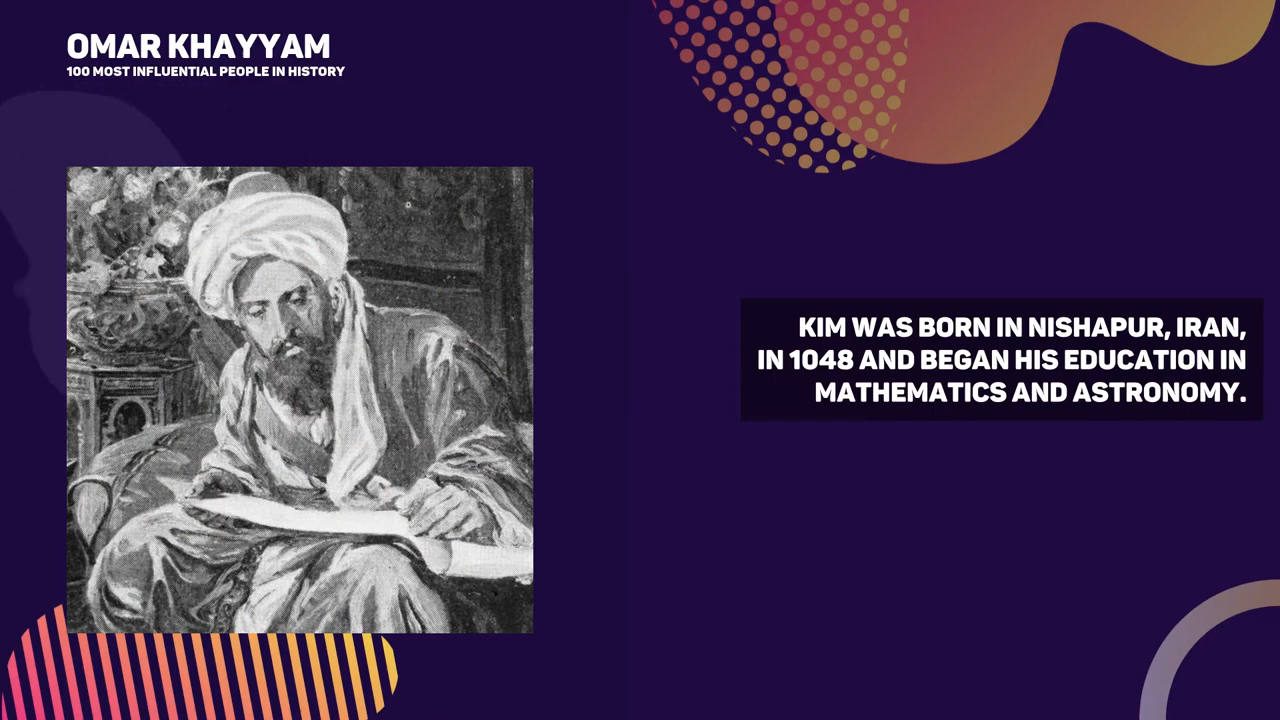 OMAR KHAYYAM
100 MOST INFLUENTIAL PEOPLE IN HISTORY
KIM WAS BORN IN NISHAPUR, IRAN,
IN 1048 AND BEGAN HIS EDUCATION IN
MATHEMATICS AND ASTRONOMY.